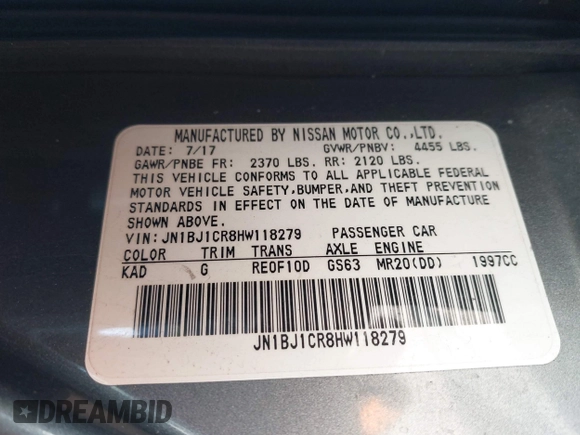 MANUFACTURED BY NISSAN MOTOR CO.,LTD.
DATE: 7/17 GVWR/PNBV: 4455 LBS.
GAWR/PNBE FR: 2370 LBS. RR: 2120 LBS.
THIS VEHICLE CONFORMS TO ALL APPLICABLE FEDERAL
MOTOR VEHICLE SAFETY,BUMPER,AND THEFT PREVENTION
STANDARDS IN EFFECT ON THE DATE OF MANUFACTURE
SHOWN ABOVE.
VIN: JN1BJ1CR8HW118279 PASSENGER CAR
COLOR TRIM TRANS AXLE ENGINE
KAD G RE0F10D GS63 MR20(DD) 1997CC
JN1BJ1CR8HW118279
DREAMBID